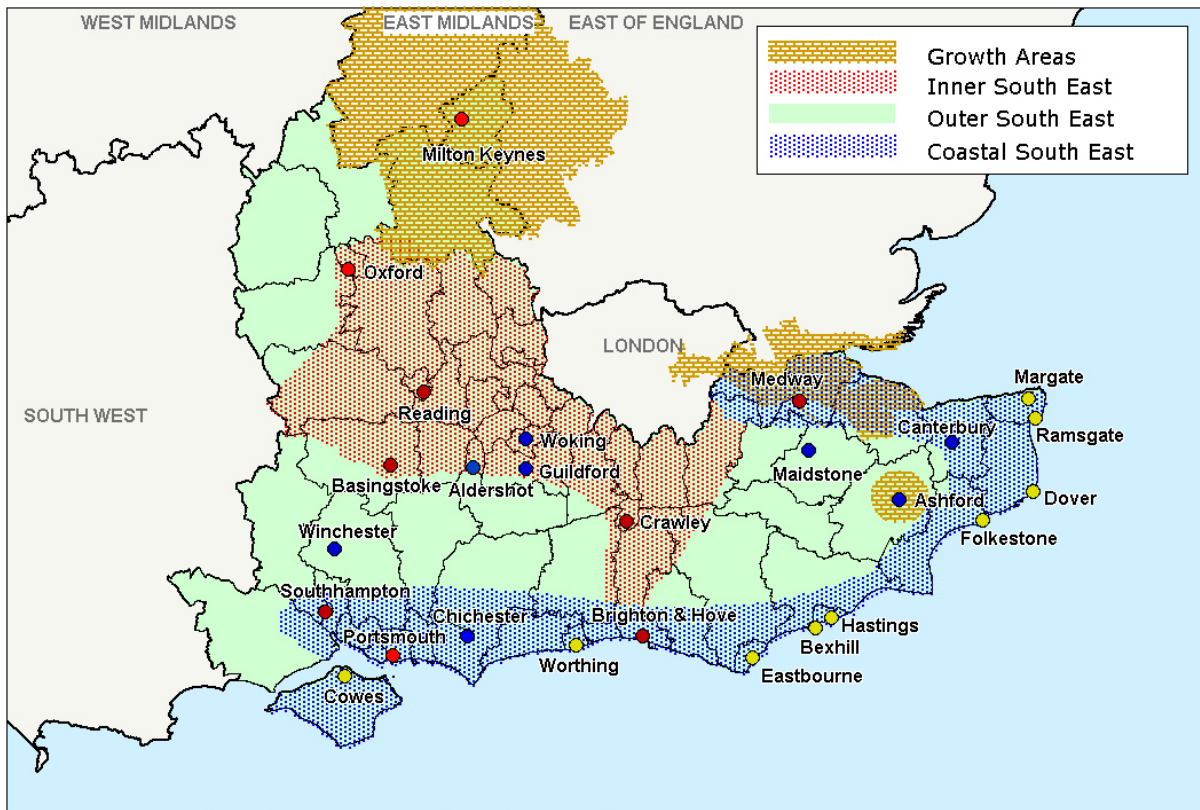 WEST MIDLANDS
EAST MIDLANDS
EAST OF ENGLAND
Growth Areas
Inner South East
Outer South East
Coastal South East
Milton Keynes
Oxford
LONDON
Medway
Margate
SOUTH WEST
Reading
Ramsgate
Canterbury
Woking
Maidstone
Guildford
Basingstoke
Aldershot
Ashford
Dover
Crawley
Folkestone
Winchester
Southhampton
Chichester
Brighton & Hove
Hastings
Portsmouth
Bexhill
Worthing
Eastbourne
Cowes